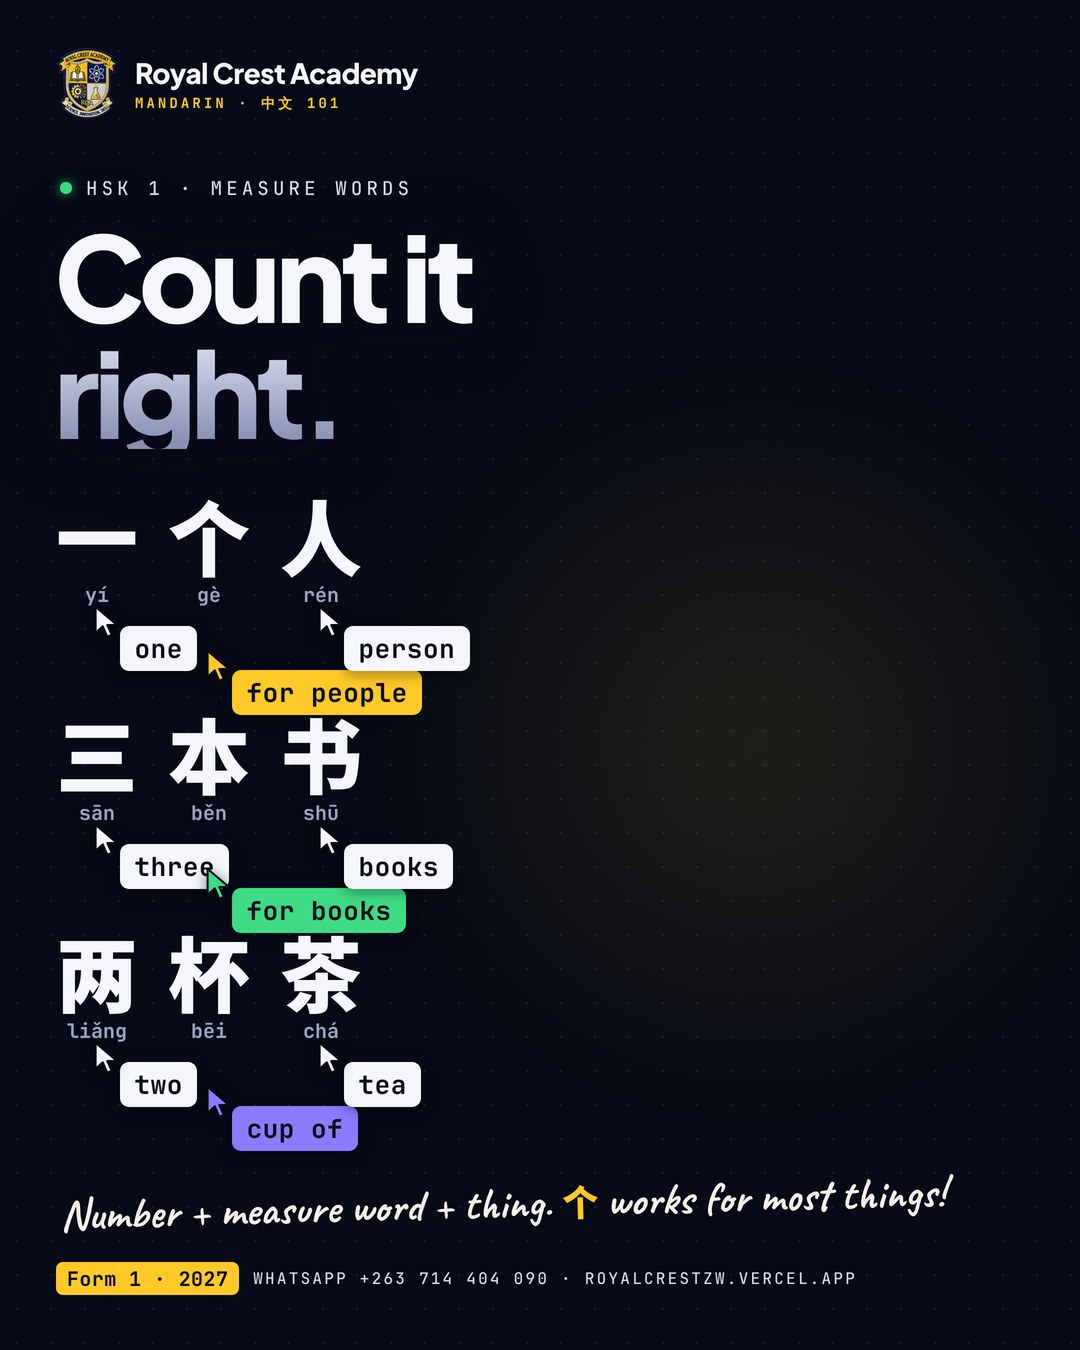 Royal Crest Academy
MANDARIN · 中文 101
HSK 1 · MEASURE WORDS
Count it
right.
一 个 人
yí gè rén
one person
for people
三 本 书
sān běn shū
three books
for books
两 杯 茶
liǎng bēi chá
two tea
cup of
Number + measure word + thing. 个 works for most things!
Form 1 · 2027 WHATSAPP +263 714 404 090 · ROYALCRESTZW.VERCEL.APP